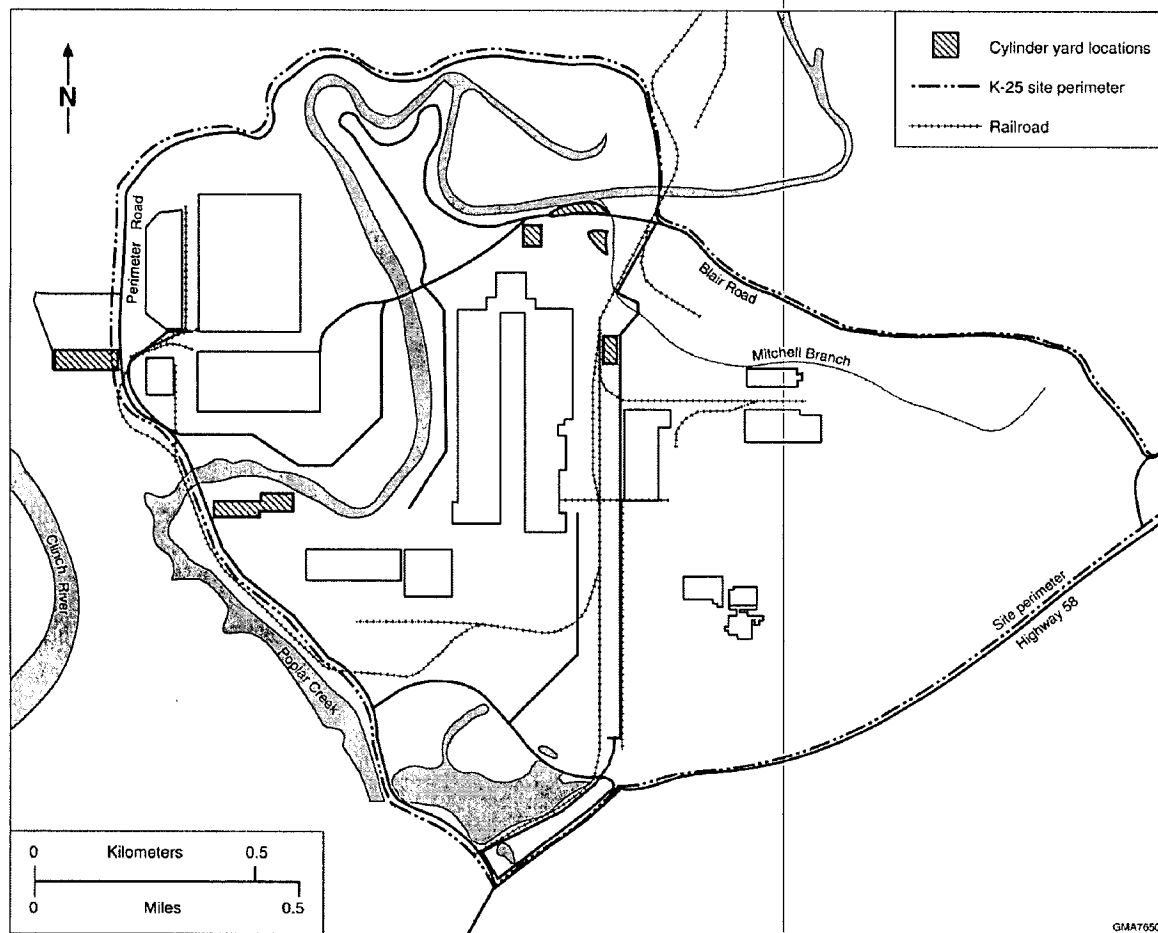 N
Cylinder yard locations
K-25 site perimeter
Railroad
Perimeter Road
Blair Road
Mitchell Branch
Clinch River
Poplar Creek
Site perimeter
Highway 58
0 Kilometers 0.5
0 Miles 0.5
GMA7650